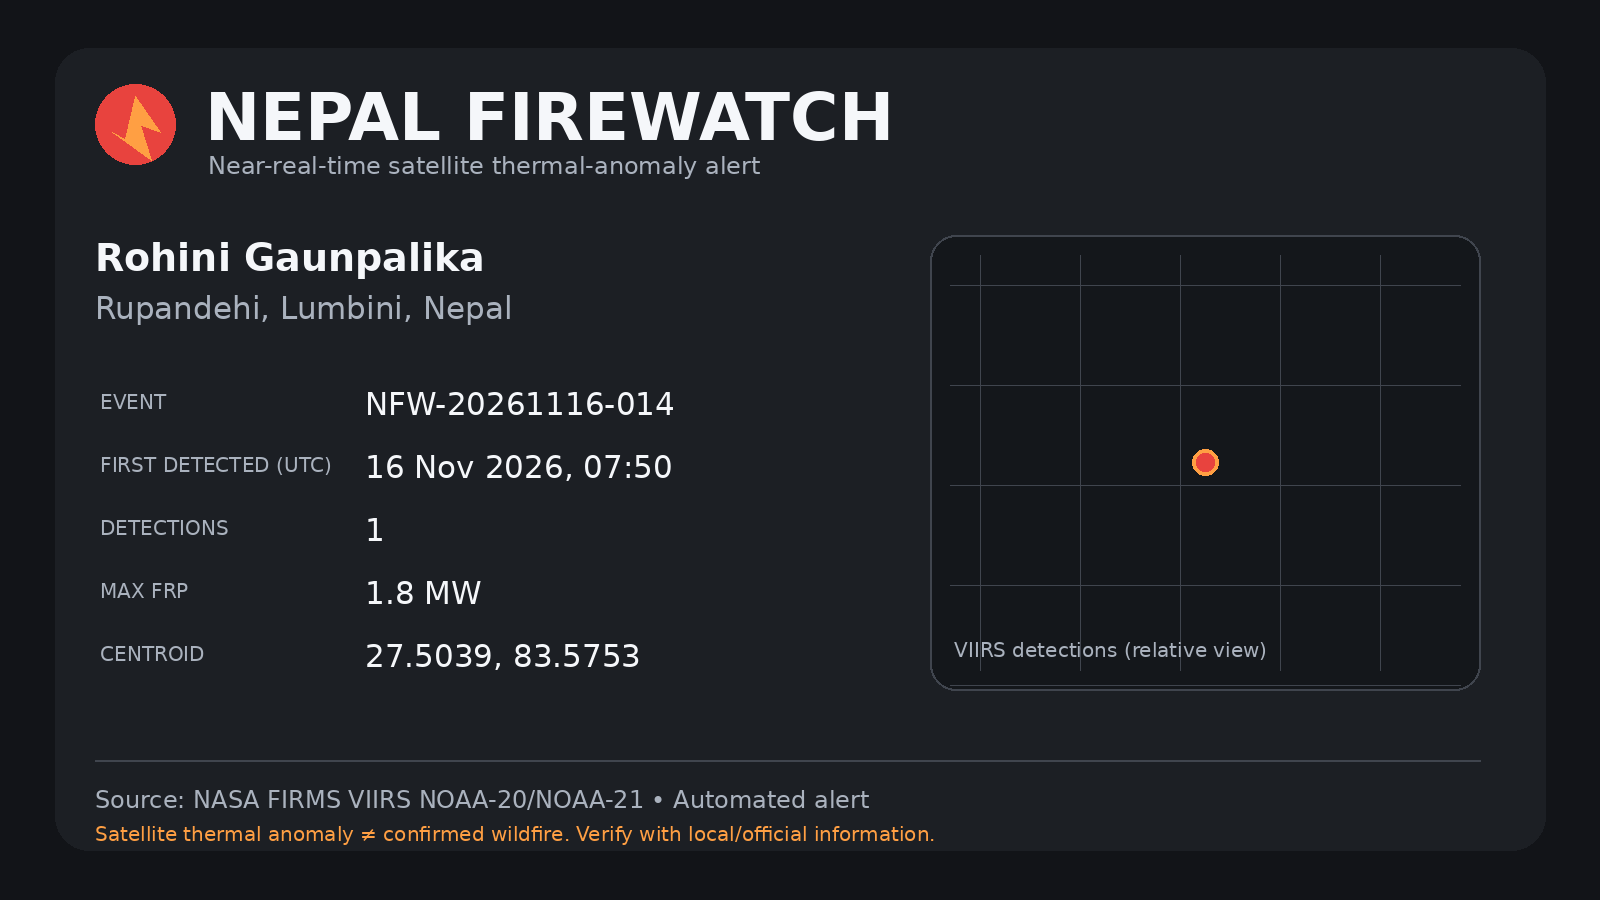 NEPAL FIREWATCH
Near-real-time satellite thermal-anomaly alert
Rohini Gaunpalika
Rupandehi, Lumbini, Nepal
EVENT NFW-20261116-014
FIRST DETECTED (UTC) 16 Nov 2026, 07:50
DETECTIONS 1
MAX FRP 1.8 MW
CENTROID 27.5039, 83.5753
VIIRS detections (relative view)
Source: NASA FIRMS VIIRS NOAA-20/NOAA-21 • Automated alert
Satellite thermal anomaly ≠ confirmed wildfire. Verify with local/official information.